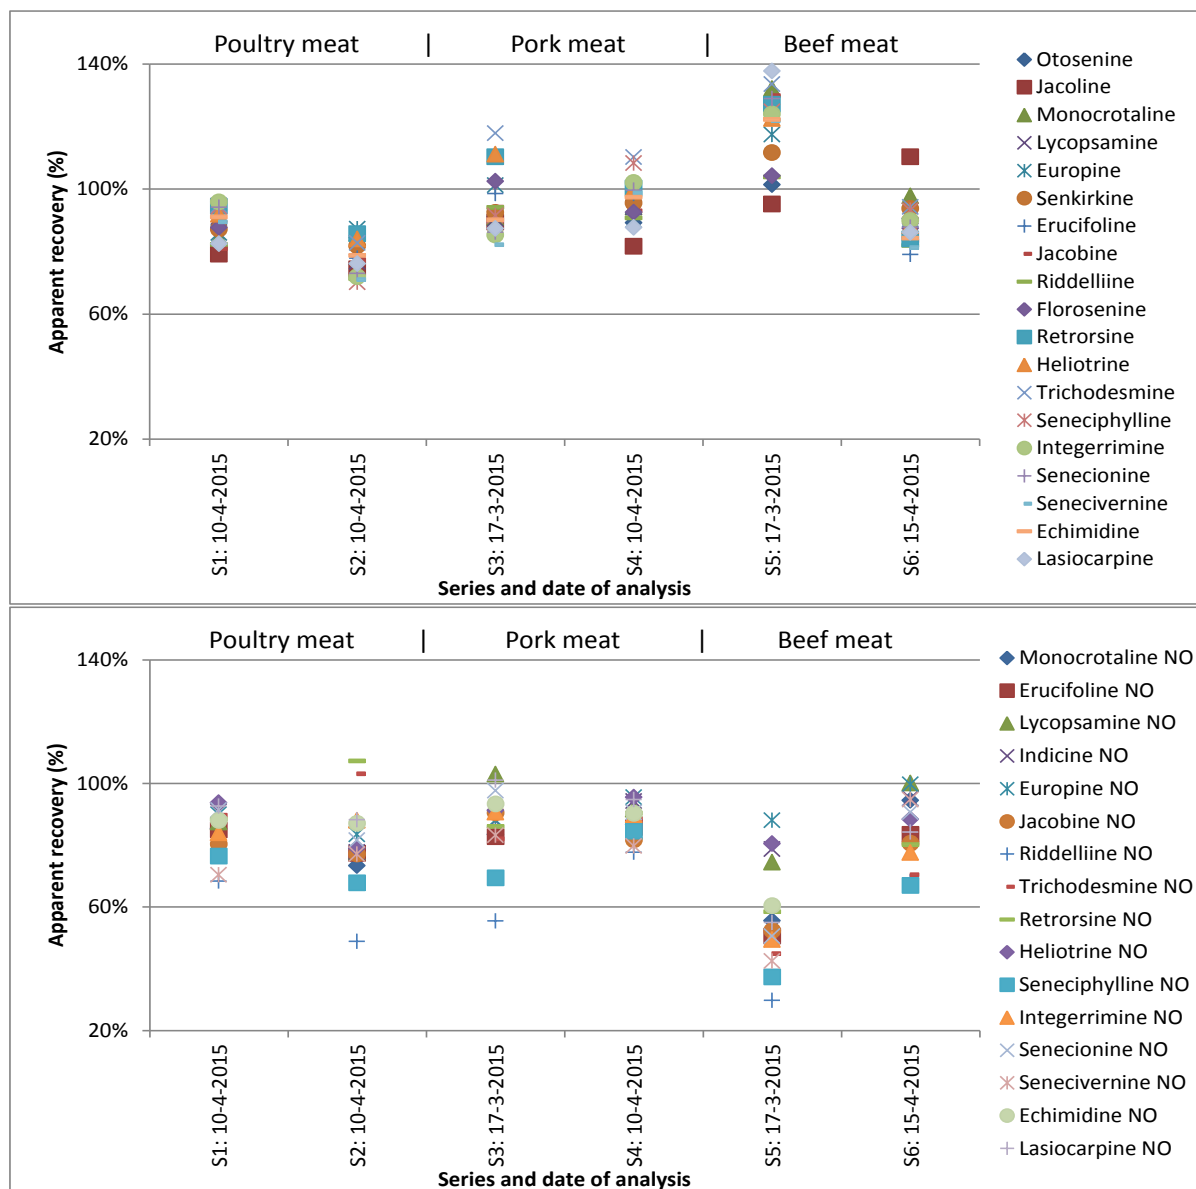 Poultry meat | Pork meat | Beef meat
140%
100%
60%
20%
Apparent recovery (%)
S1: 10-4-2015
S2: 10-4-2015
S3: 17-3-2015
S4: 10-4-2015
S5: 17-3-2015
S6: 15-4-2015
Series and date of analysis
Otosenine
Jacoline
Monocrotaline
Lycopsamine
Europine
Senkirkine
Erucifoline
Jacobine
Riddelliine
Florosenine
Retrorsine
Heliotrine
Trichodesmine
Seneciphylline
Integerrimine
Senecionine
Senecivernine
Echimidine
Lasiocarpine
Poultry meat | Pork meat | Beef meat
140%
100%
60%
20%
Apparent recovery (%)
S1: 10-4-2015
S2: 10-4-2015
S3: 17-3-2015
S4: 10-4-2015
S5: 17-3-2015
S6: 15-4-2015
Series and date of analysis
Monocrotaline NO
Erucifoline NO
Lycopsamine NO
Indicine NO
Europine NO
Jacobine NO
Riddelliine NO
Trichodesmine NO
Retrorsine NO
Heliotrine NO
Seneciphylline NO
Integerrimine NO
Senecionine NO
Senecivernine NO
Echimidine NO
Lasiocarpine NO